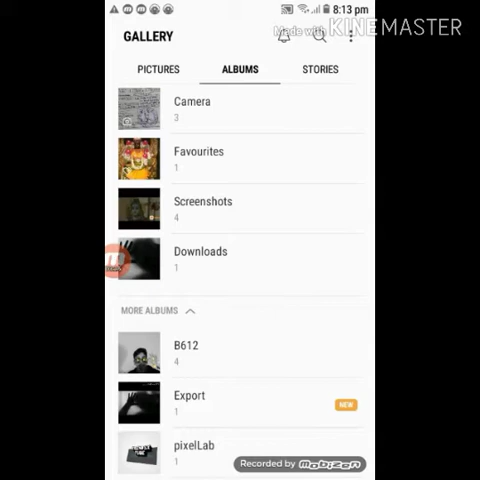 8:13 pm
Made with KINEMASTER
GALLERY
PICTURES ALBUMS STORIES
Camera
3
Favourites
1
Screenshots
4
Downloads
1
MORE ALBUMS
B612
4
Export
1
NEW
pixelLab
1
Recorded by mobizen